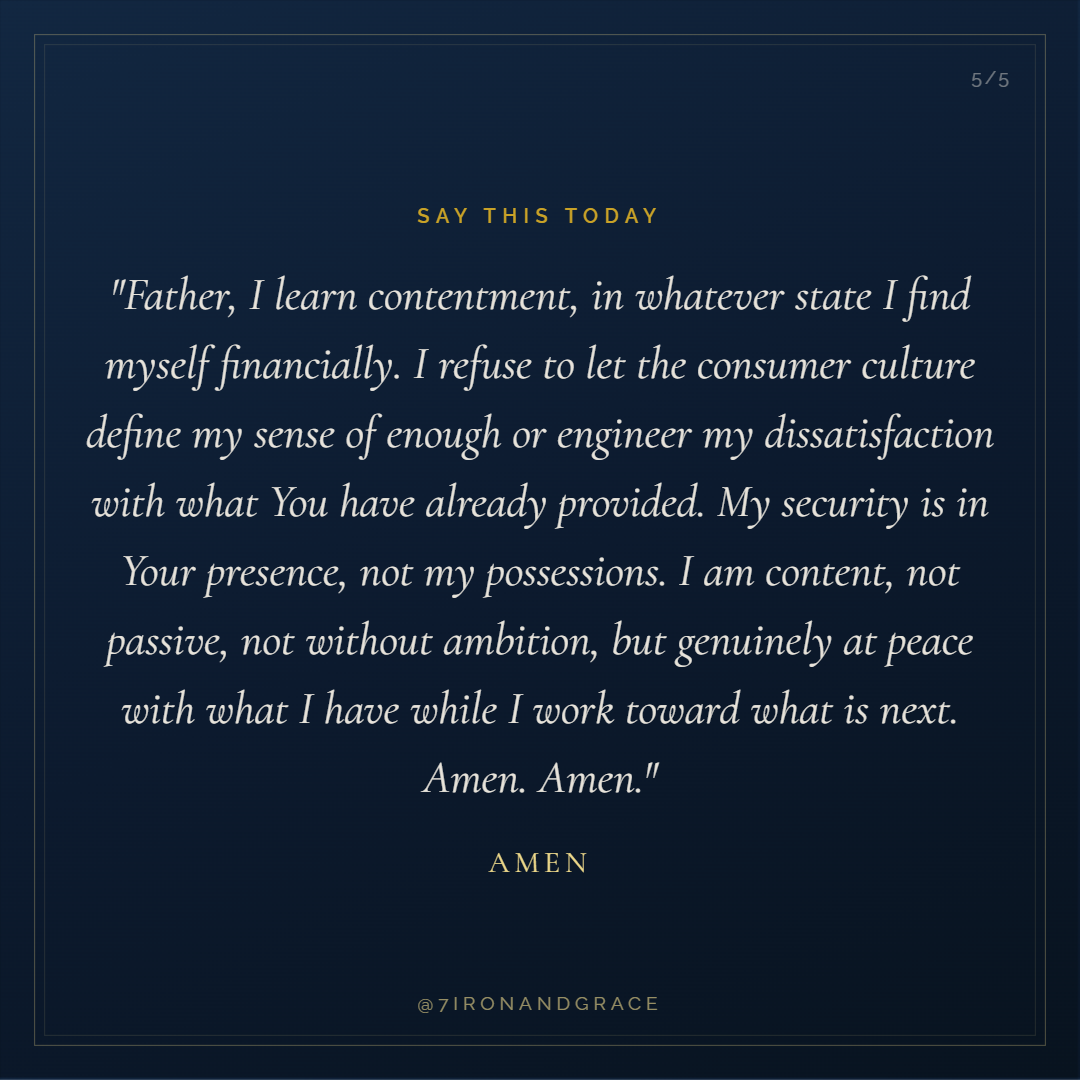 5/5
SAY THIS TODAY
"Father, I learn contentment, in whatever state I find
myself financially. I refuse to let the consumer culture
define my sense of enough or engineer my dissatisfaction
with what You have already provided. My security is in
Your presence, not my possessions. I am content, not
passive, not without ambition, but genuinely at peace
with what I have while I work toward what is next.
Amen. Amen."
AMEN
@7IRONANDGRACE